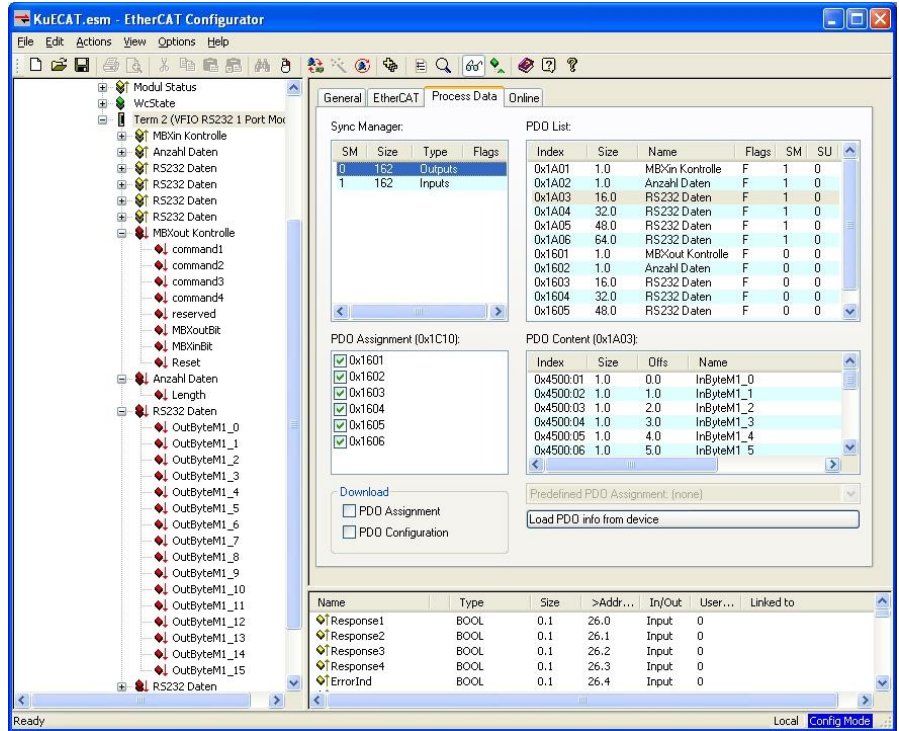 KuECAT.esm - EtherCAT Configurator
File Edit Actions View Options Help
Modul Status
WcState
Term 2 (VFIO RS232 1 Port Moc
MBXin Kontrolle
Anzahl Daten
RS232 Daten
RS232 Daten
RS232 Daten
RS232 Daten
MBXout Kontrolle
command1
command2
command3
command4
reserved
MBXoutBit
MBXinBit
Reset
Anzahl Daten
Length
RS232 Daten
OutByteM1_0
OutByteM1_1
OutByteM1_2
OutByteM1_3
OutByteM1_4
OutByteM1_5
OutByteM1_6
OutByteM1_7
OutByteM1_8
OutByteM1_9
OutByteM1_10
OutByteM1_11
OutByteM1_12
OutByteM1_13
OutByteM1_14
OutByteM1_15
RS232 Daten
General EtherCAT Process Data Online
Sync Manager:
SM Size Type Flags
0 162 Outputs
1 162 Inputs
PDO List:
Index Size Name Flags SM SU
0x1A01 1.0 MBXin Kontrolle F 1 0
0x1A02 1.0 Anzahl Daten F 1 0
0x1A03 16.0 RS232 Daten F 1 0
0x1A04 32.0 RS232 Daten F 1 0
0x1A05 48.0 RS232 Daten F 1 0
0x1A06 64.0 RS232 Daten F 1 0
0x1601 1.0 MBXout Kontrolle F 0 0
0x1602 1.0 Anzahl Daten F 0 0
0x1603 16.0 RS232 Daten F 0 0
0x1604 32.0 RS232 Daten F 0 0
0x1605 48.0 RS232 Daten F 0 0
PDO Assignment (0x1C10):
0x1601
0x1602
0x1603
0x1604
0x1605
0x1606
PDO Content (0x1A03):
Index Size Offs Name
0x4500:01 1.0 0.0 InByteM1_0
0x4500:02 1.0 1.0 InByteM1_1
0x4500:03 1.0 2.0 InByteM1_2
0x4500:04 1.0 3.0 InByteM1_3
0x4500:05 1.0 4.0 InByteM1_4
0x4500:06 1.0 5.0 InByteM1_5
Download
PDO Assignment
PDO Configuration
Predefined PDO Assignment: (none)
Load PDO info from device
Name Type Size >Addr... In/Out User... Linked to
Response1 BOOL 0.1 26.0 Input 0
Response2 BOOL 0.1 26.1 Input 0
Response3 BOOL 0.1 26.2 Input 0
Response4 BOOL 0.1 26.3 Input 0
ErrorInd BOOL 0.1 26.4 Input 0
Ready Local Config Mode